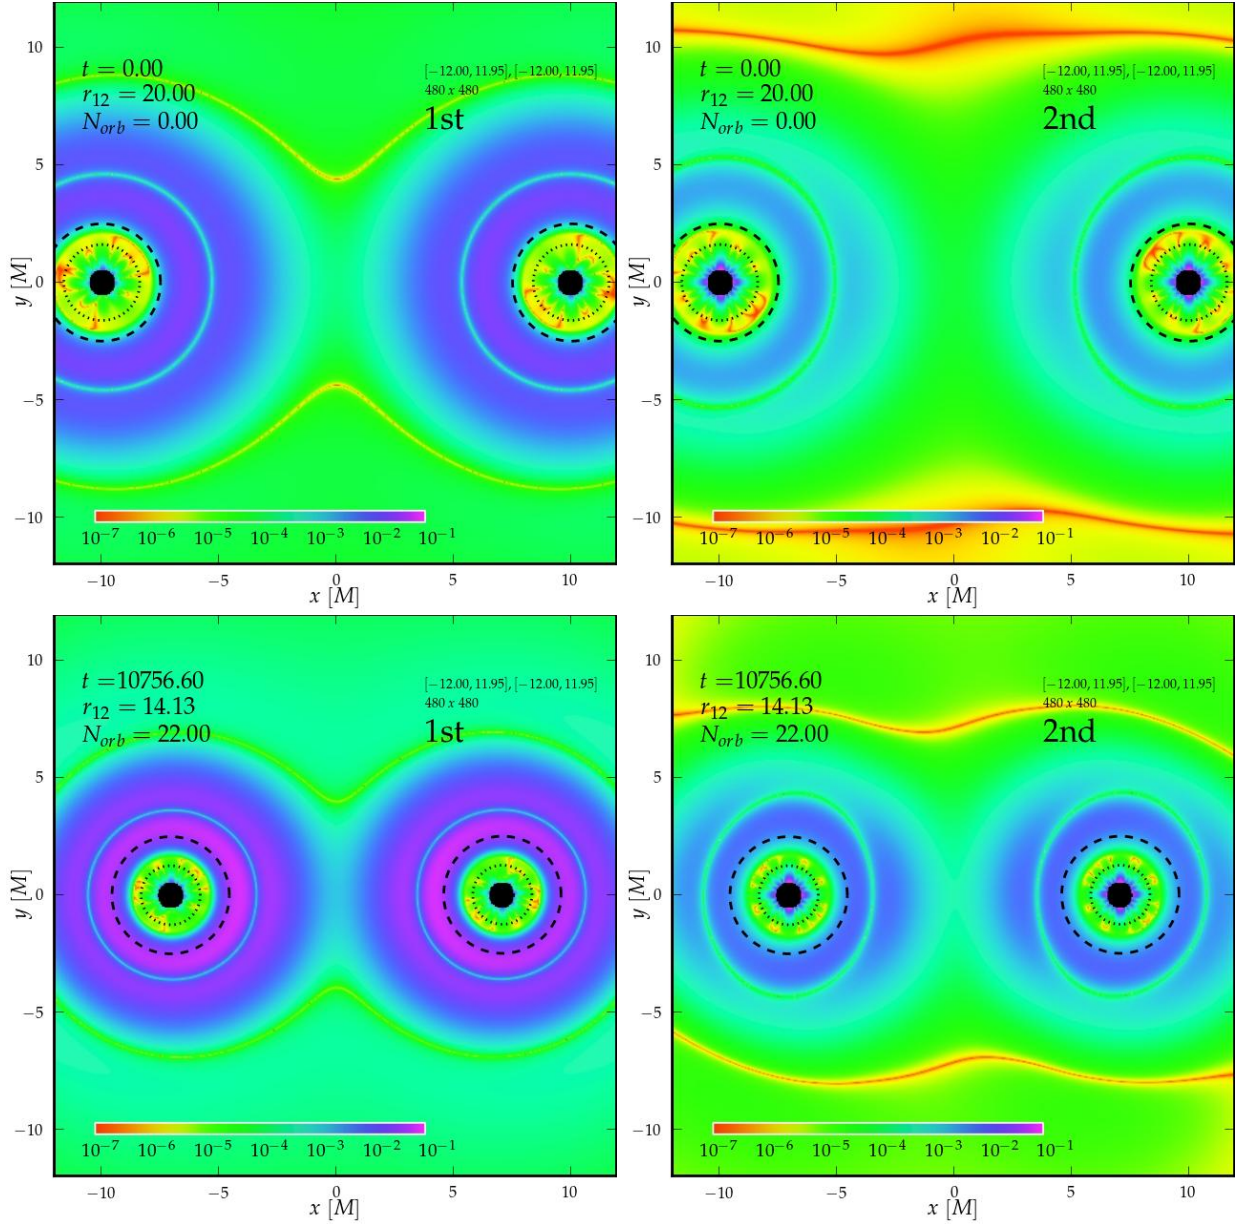 t = 0.00
r12 = 20.00
Norb = 0.00
[−12.00, 11.95], [−12.00, 11.95]
480 x 480
1st
y [M]
10
5
0
−5
−10
10⁻⁷ 10⁻⁶ 10⁻⁵ 10⁻⁴ 10⁻³ 10⁻² 10⁻¹
−10 −5 0 5 10
x [M]
t = 0.00
r12 = 20.00
Norb = 0.00
[−12.00, 11.95], [−12.00, 11.95]
480 x 480
2nd
y [M]
10
5
0
−5
−10
10⁻⁷ 10⁻⁶ 10⁻⁵ 10⁻⁴ 10⁻³ 10⁻² 10⁻¹
−10 −5 0 5 10
x [M]
t =10756.60
r12 = 14.13
Norb = 22.00
[−12.00, 11.95], [−12.00, 11.95]
480 x 480
1st
y [M]
10
5
0
−5
−10
10⁻⁷ 10⁻⁶ 10⁻⁵ 10⁻⁴ 10⁻³ 10⁻² 10⁻¹
−10 −5 0 5 10
x [M]
t =10756.60
r12 = 14.13
Norb = 22.00
[−12.00, 11.95], [−12.00, 11.95]
480 x 480
2nd
y [M]
10
5
0
−5
−10
10⁻⁷ 10⁻⁶ 10⁻⁵ 10⁻⁴ 10⁻³ 10⁻² 10⁻¹
−10 −5 0 5 10
x [M]